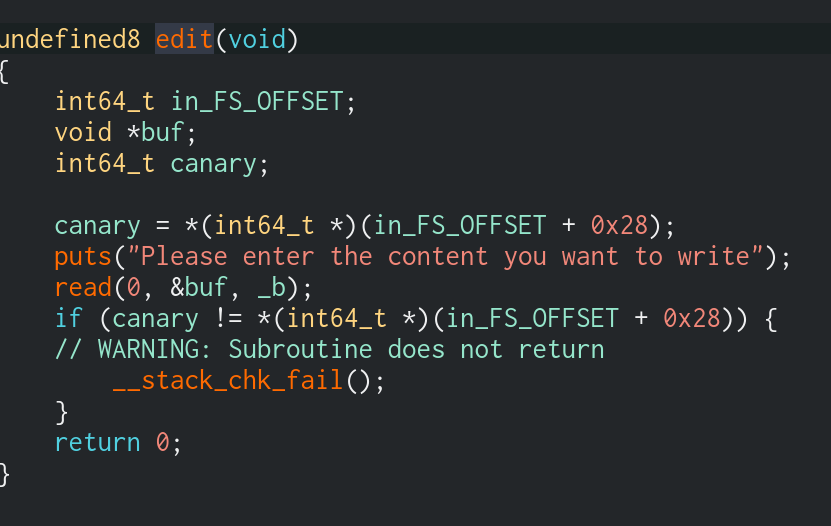 undefined8 edit(void)
{
    int64_t in_FS_OFFSET;
    void *buf;
    int64_t canary;
    canary = *(int64_t *)(in_FS_OFFSET + 0x28);
    puts("Please enter the content you want to write");
    read(0, &buf, _b);
    if (canary != *(int64_t *)(in_FS_OFFSET + 0x28)) {
    // WARNING: Subroutine does not return
        __stack_chk_fail();
    }
    return 0;
}